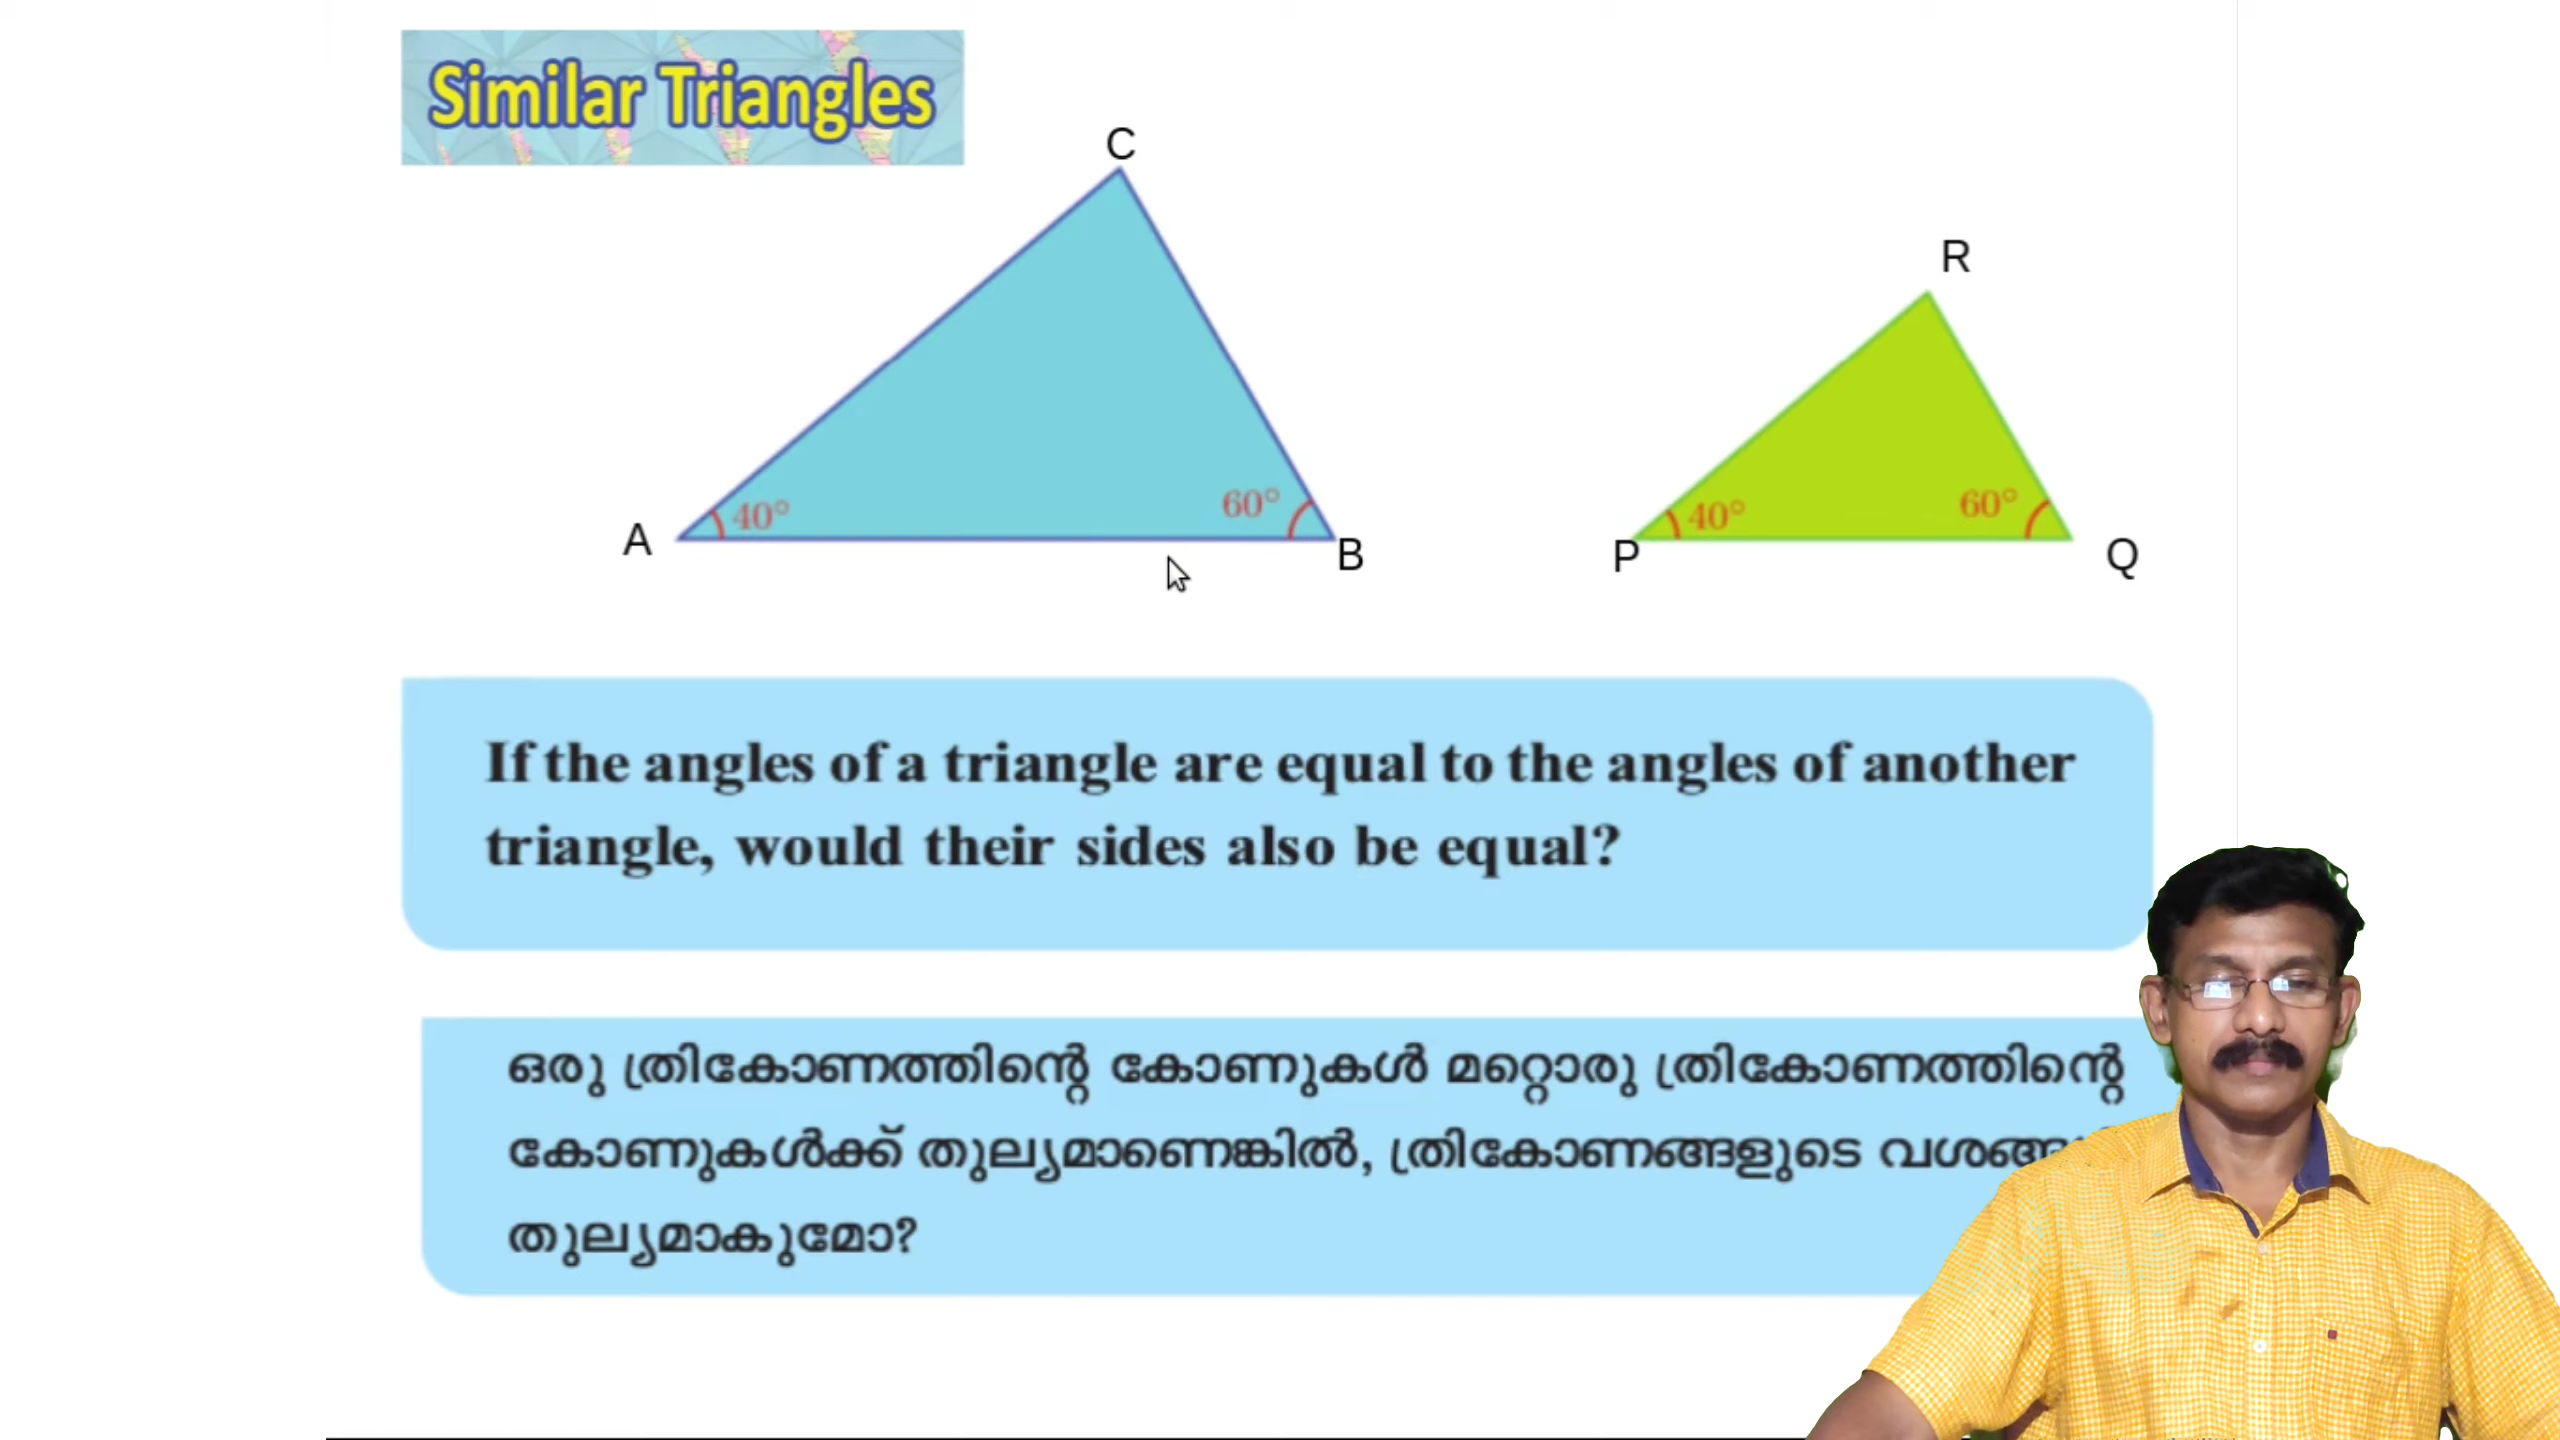 Similar Triangles
C
R
A
40°
60°
B
P
40°
60°
Q
If the angles of a triangle are equal to the angles of another
triangle, would their sides also be equal?
ഒരു ത്രികോണത്തിന്റെ കോണുകൾ മറ്റൊരു ത്രികോണത്തിന്റെ
കോണുകൾക്ക് തുല്യമാണെങ്കിൽ, ത്രികോണങ്ങളുടെ
തുല്യമാകുമോ?